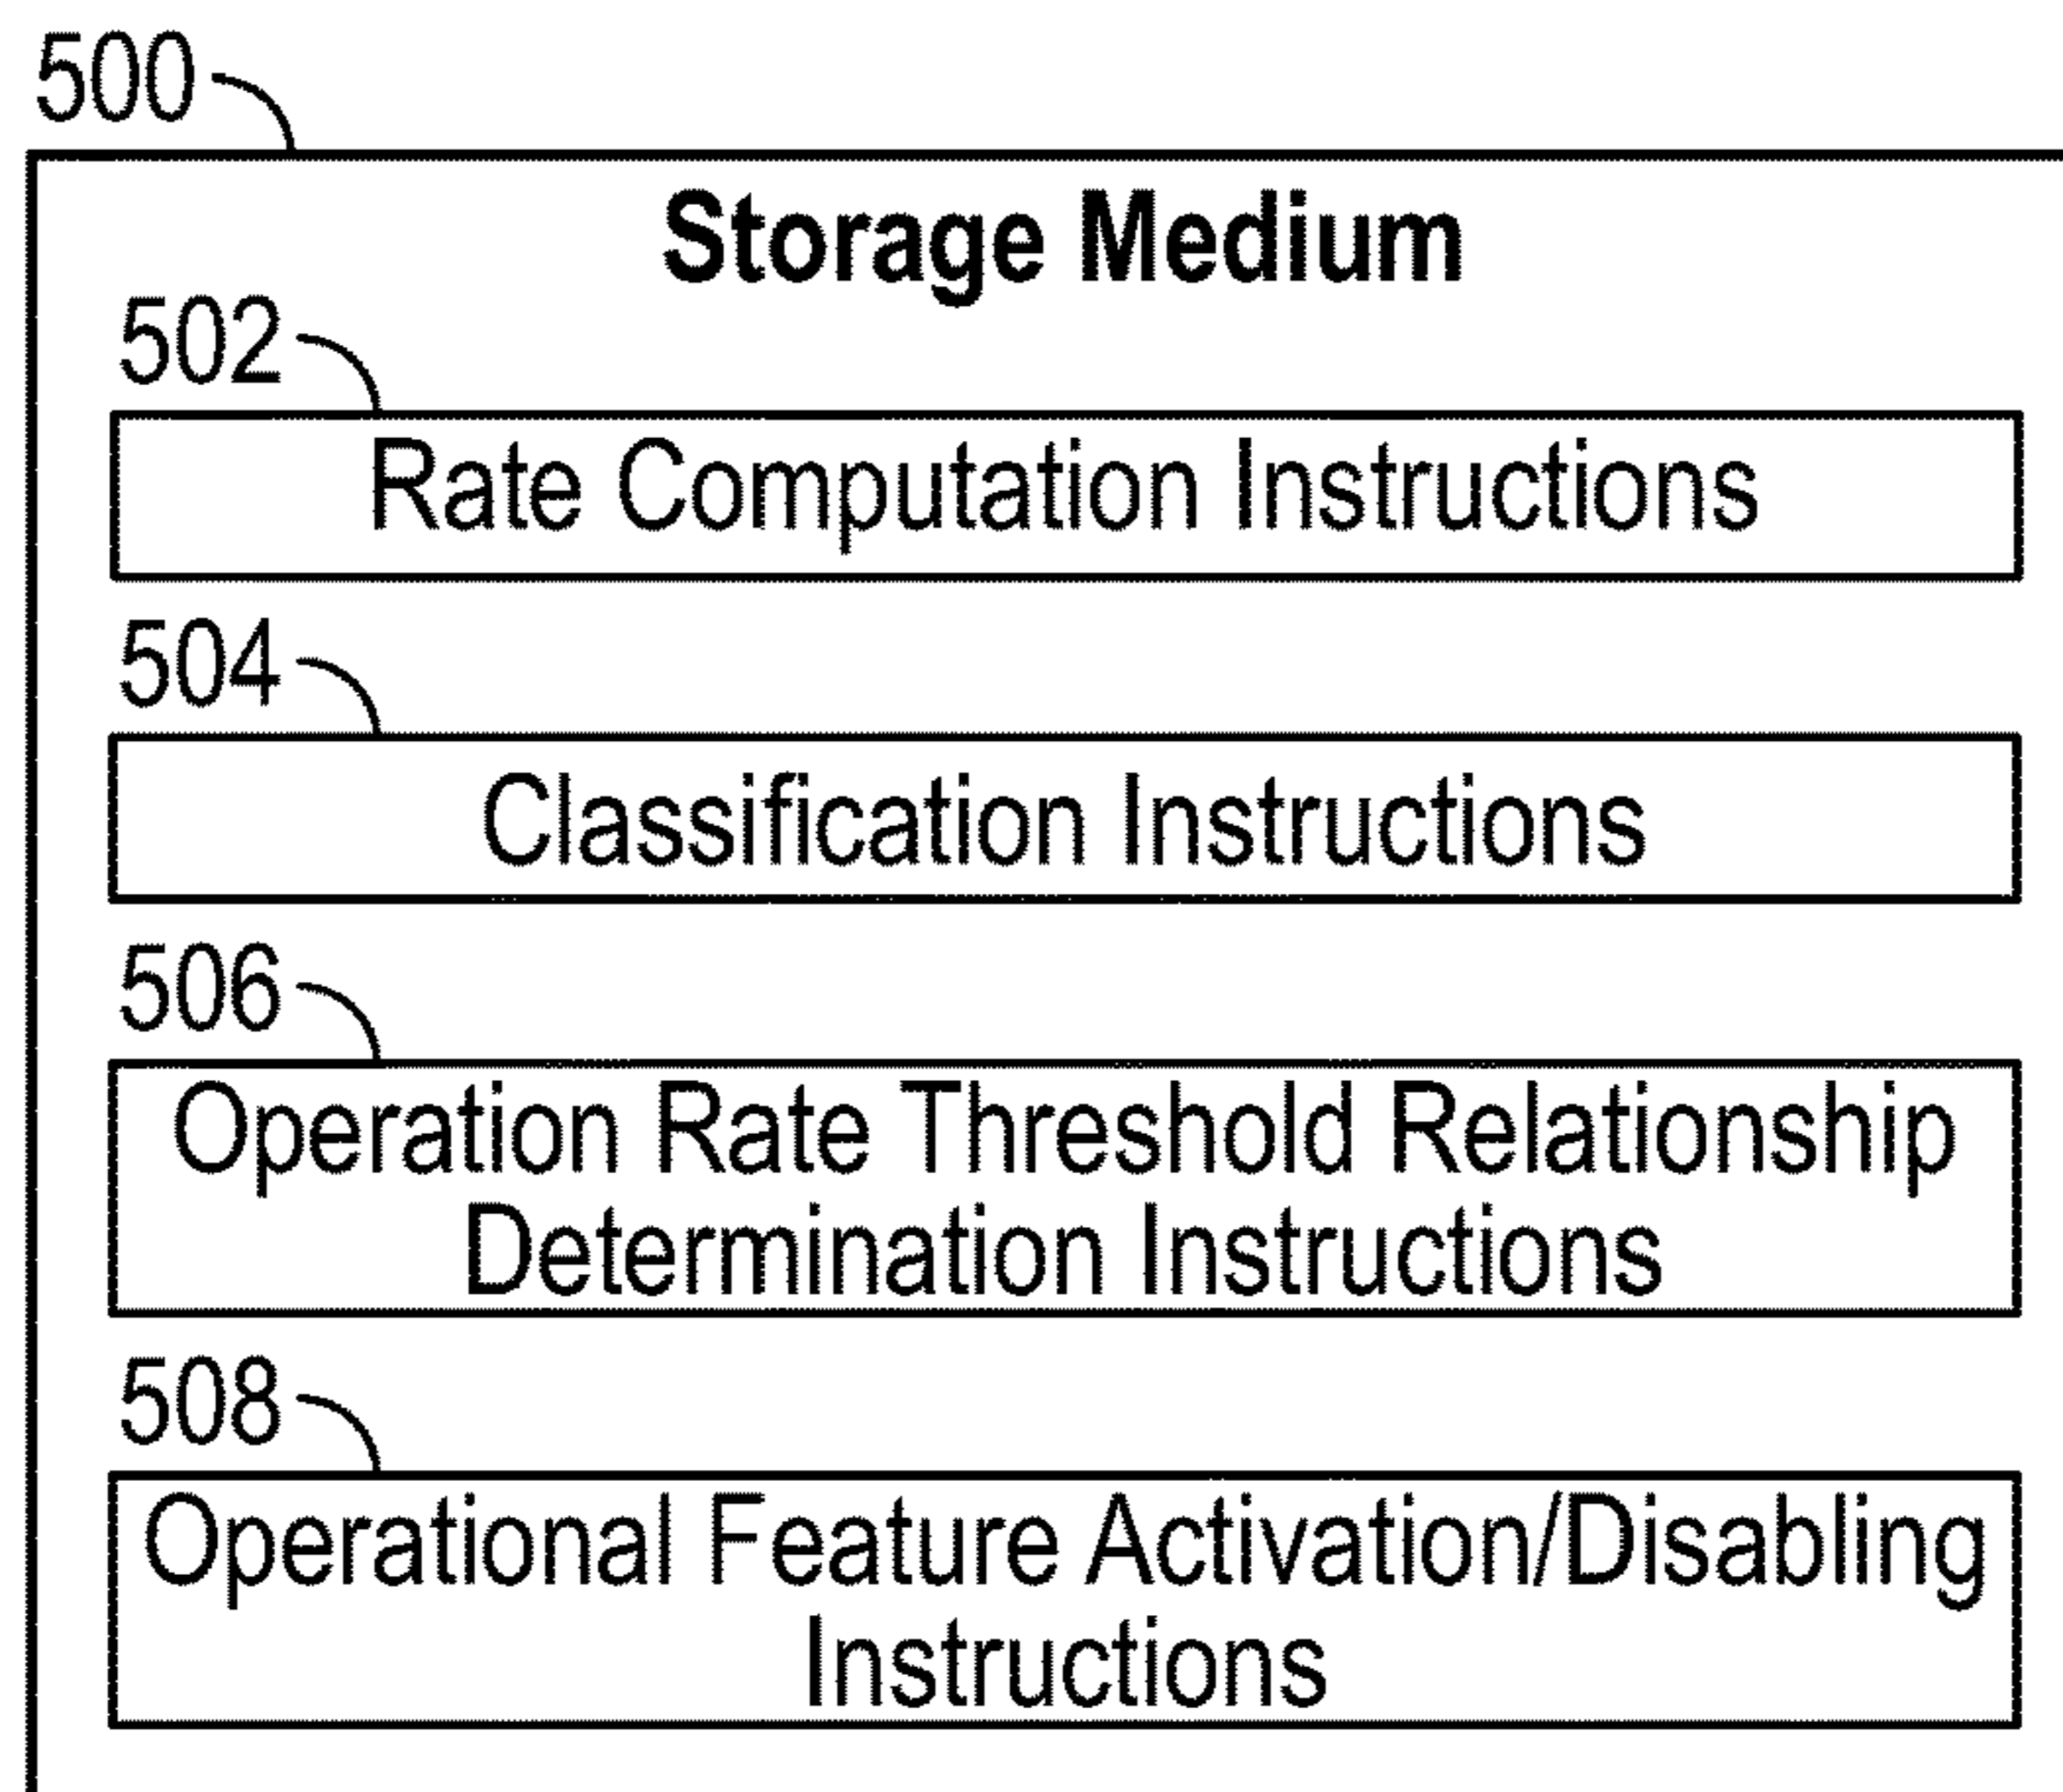 500
Storage Medium
502
Rate Computation Instructions
504
Classification Instructions
506
Operation Rate Threshold Relationship
Determination Instructions
508
Operational Feature Activation/Disabling
Instructions